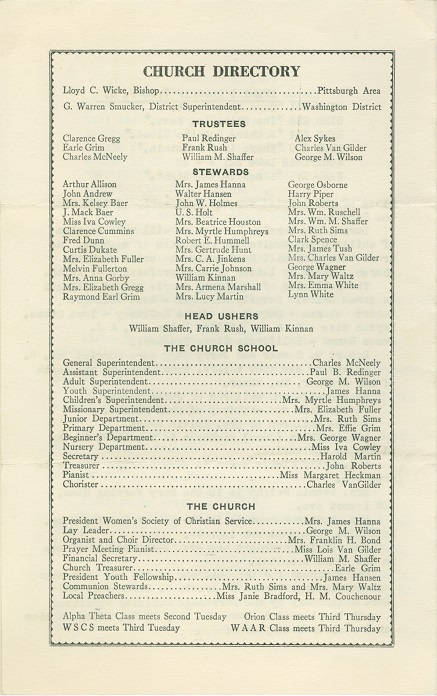 CHURCH DIRECTORY
Lloyd C. Wicke, Bishop........................................Pittsburgh Area
G. Warren Smucker, District Superintendent..............Washington District
TRUSTEES
Clarence Gregg Paul Redinger Alex Sykes
Earle Grim Frank Rush Charles Van Gilder
Charles McNeely William M. Shaffer George M. Wilson
STEWARDS
Arthur Allison Mrs. James Hanna George Osborne
John Andrew Walter Hansen Harry Piper
Mrs. Kelsey Baer John W. Holmes John Roberts
J. Mack Baer U. S. Holt Mrs. Wm. Ruschell
Miss Iva Cowley Mrs. Beatrice Houston Mrs. Wm. M. Shaffer
Clarence Cummins Mrs. Myrtle Humphreys Mrs. Ruth Sims
Fred Dunn Robert E. Hummell Clark Spence
Curtis Dukate Mrs. Gertrude Hunt Mrs. James Tush
Mrs. Elizabeth Fuller Mrs. C. A. Jinkens Mrs. Charles Van Gilder
Melvin Fullerton Mrs. Carrie Johnson George Wagner
Mrs. Anna Gorby William Kinnan Mrs. Mary Waltz
Mrs. Elizabeth Gregg Mrs. Armena Marshall Mrs. Emma White
Raymond Earl Grim Mrs. Lucy Martin Lynn White
HEAD USHERS
William Shaffer, Frank Rush, William Kinnan
THE CHURCH SCHOOL
General Superintendent........................................Charles McNeely
Assistant Superintendent........................................Paul B. Redinger
Adult Superintendent........................................George M. Wilson
Youth Superintendent........................................James Hanna
Children's Superintendent..............................Mrs. Myrtle Humphreys
Missionary Superintendent..............................Mrs. Elizabeth Fuller
Junior Department........................................Mrs. Ruth Sims
Primary Department........................................Mrs. Effie Grim
Beginner's Department..............................Mrs. George Wagner
Nursery Department........................................Miss Iva Cowley
Secretary ........................................Harold Martin
Treasurer ........................................John Roberts
Pianist ........................................Miss Margaret Heckman
Chorister ........................................Charles VanGilder
THE CHURCH
President Women's Society of Christian Service...........Mrs. James Hanna
Lay Leader........................................George M. Wilson
Organist and Choir Director.........................Mrs. Franklin H. Bond
Prayer Meeting Pianist..............................Miss Lois Van Gilder
Financial Secretary..............................William M. Shaffer
Church Treasurer........................................Earle Grim
President Youth Fellowship..............................James Hansen
Communion Stewards...............Mrs. Ruth Sims and Mrs. Mary Waltz
Local Preachers...............Miss Janie Bradford, H. M. Couchenour
Alpha Theta Class meets Second Tuesday Orion Class meets Third Thursday
W S C S meets Third Tuesday W A A R Class meets Third Thursday